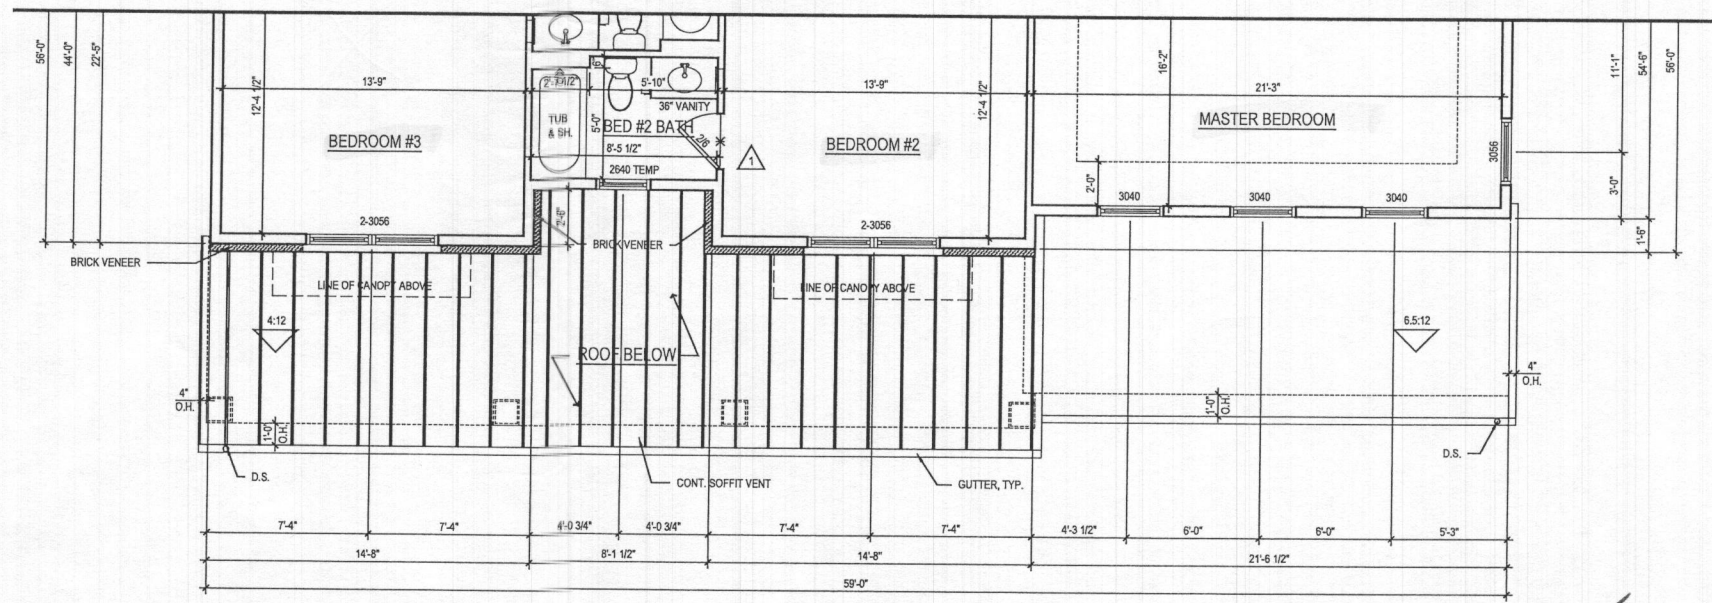 56'-0"
44'-0"
22'-5"
12'-4 1/2"
13'-9"
BEDROOM #3
2-3056
BRICK VENEER
2'-7 1/2"
6"
5'-10"
36" VANITY
TUB
& SH.
5'-0"
BED #2 BATH
2/6
8'-5 1/2"
2640 TEMP
1
2'-6"
BRICK VENEER
13'-9"
12'-4 1/2"
BEDROOM #2
2-3056
16'-2"
21'-3"
MASTER BEDROOM
2'-0"
3040
3040
3040
3056
11'-1"
54'-6"
56'-0"
3'-0"
1'-6"
LINE OF CANOPY ABOVE
LINE OF CANOPY ABOVE
4:12
6.5:12
ROOF BELOW
4"
O.H.
4"
O.H.
1'-0"
O.H.
1'-0"
O.H.
D.S.
CONT. SOFFIT VENT
GUTTER, TYP.
D.S.
7'-4"
7'-4"
4'-0 3/4"
4'-0 3/4"
7'-4"
7'-4"
4'-3 1/2"
6'-0"
6'-0"
5'-3"
14'-8"
8'-1 1/2"
14'-8"
21'-6 1/2"
59'-0"